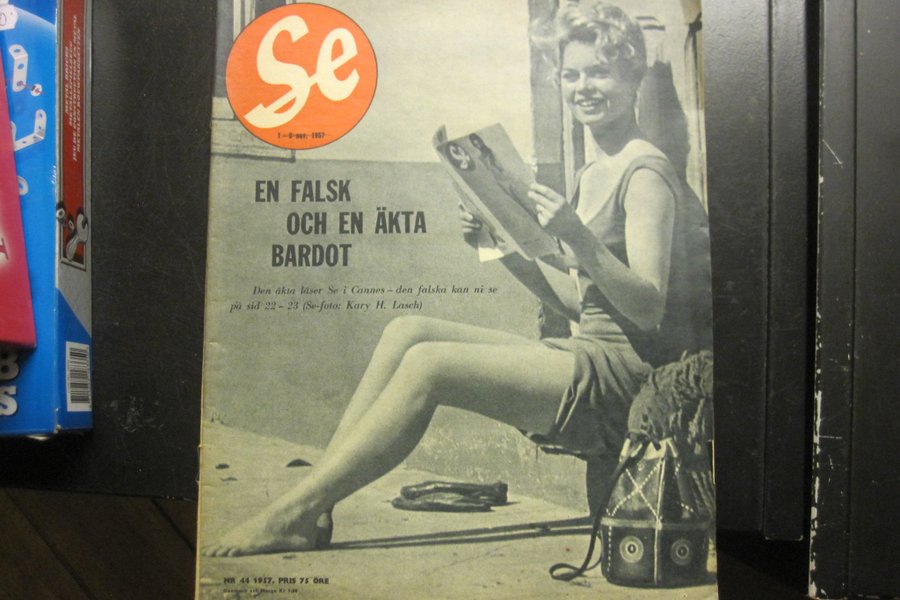 Se
1 - 8 nov. 1957
EN FALSK
OCH EN ÄKTA
BARDOT
Den äkta läser Se i Cannes – den falska kan ni se
på sid 22 – 23 (Se-foto: Kary H. Lasch)
Se
NR 44 1957. PRIS 75 ÖRE